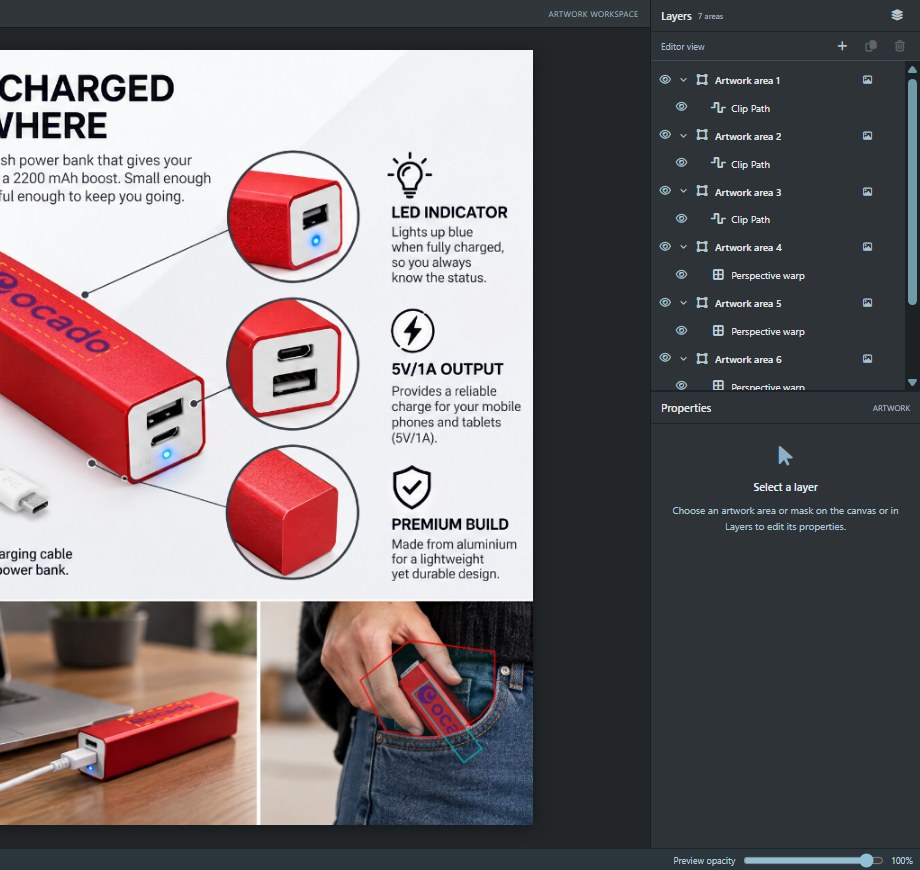 ARTWORK WORKSPACE
Layers 7 areas
Editor view
Artwork area 1
Clip Path
Artwork area 2
Clip Path
Artwork area 3
Clip Path
Artwork area 4
Perspective warp
Artwork area 5
Perspective warp
Artwork area 6
Perspective warp
Properties
ARTWORK
Select a layer
Choose an artwork area or mask on the canvas or in
Layers to edit its properties.
CHARGED
WHERE
sh power bank that gives your
a 2200 mAh boost. Small enough
ful enough to keep you going.
LED INDICATOR
Lights up blue
when fully charged,
so you always
know the status.
ocado
5V/1A OUTPUT
Provides a reliable
charge for your mobile
phones and tablets
(5V/1A).
PREMIUM BUILD
Made from aluminium
for a lightweight
yet durable design.
arging cable
power bank.
oca
Preview opacity
100%